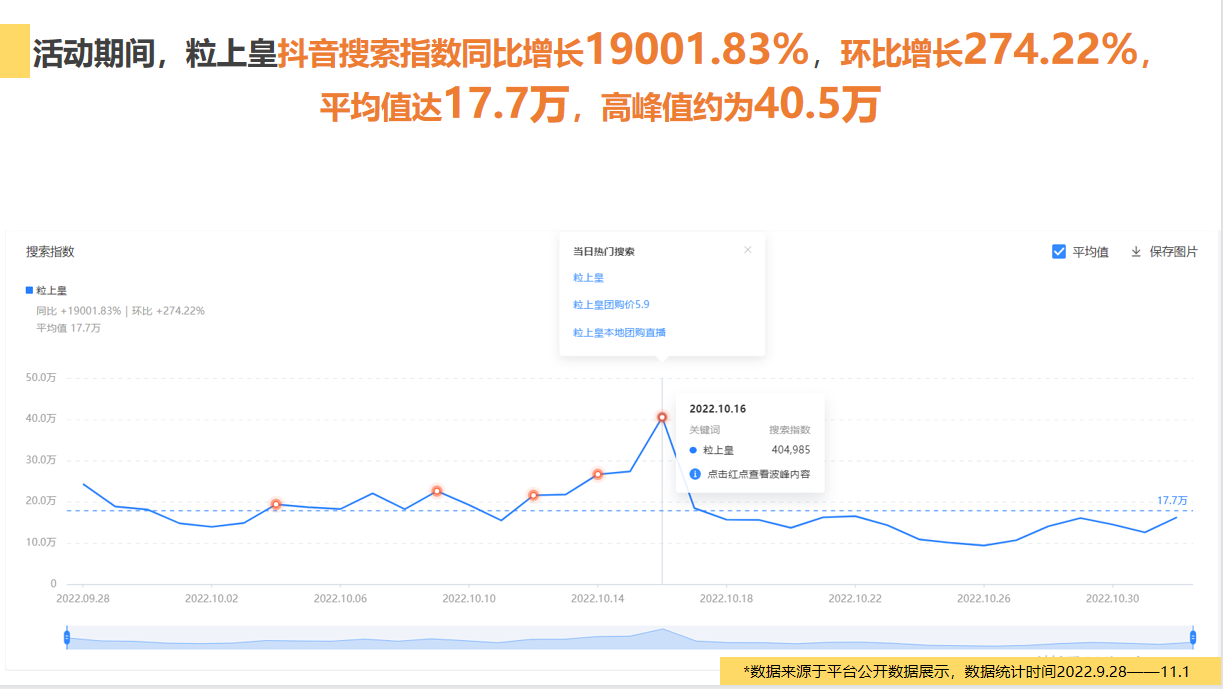 活动期间，粒上皇抖音搜索指数同比增长19001.83%，环比增长274.22%，
平均值达17.7万，高峰值约为40.5万
搜索指数
当日热门搜索
平均值
保存图片
粒上皇
粒上皇
同比 +19001.83% | 环比 +274.22%
粒上皇团购价5.9
平均值 17.7万
粒上皇本地团购直播
50.0万
40.0万
30.0万
20.0万
10.0万
0
2022.10.16
关键词 搜索指数
粒上皇 404,985
点击红点查看波峰内容
17.7万
2022.09.28 2022.10.02 2022.10.06 2022.10.10 2022.10.14 2022.10.18 2022.10.22 2022.10.26 2022.10.30
*数据来源于平台公开数据展示，数据统计时间2022.9.28——11.1